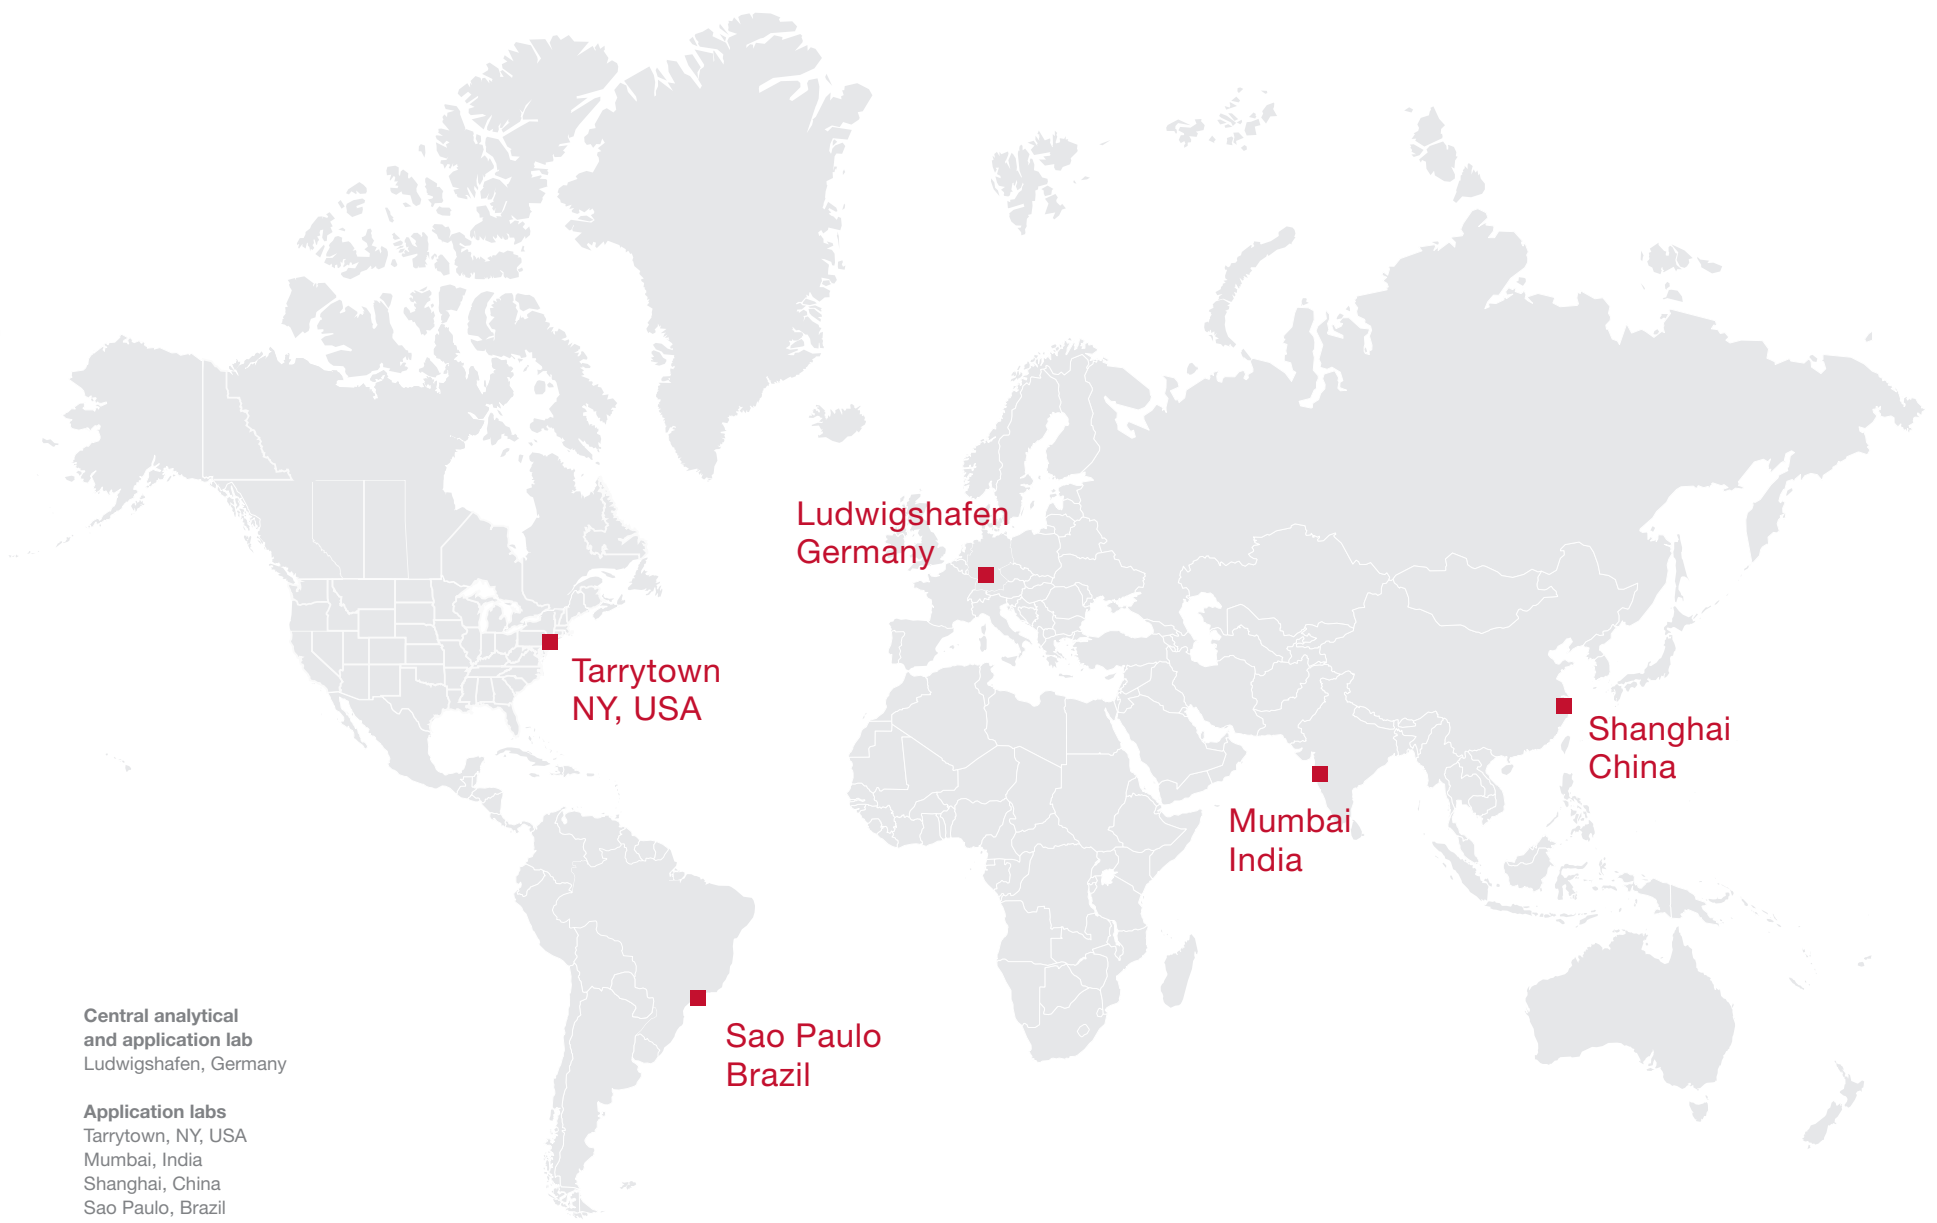 Ludwigshafen
Germany
Tarrytown
NY, USA
Shanghai
China
Mumbai
India
Sao Paulo
Brazil
Central analytical
and application lab
Ludwigshafen, Germany
Application labs
Tarrytown, NY, USA
Mumbai, India
Shanghai, China
Sao Paulo, Brazil